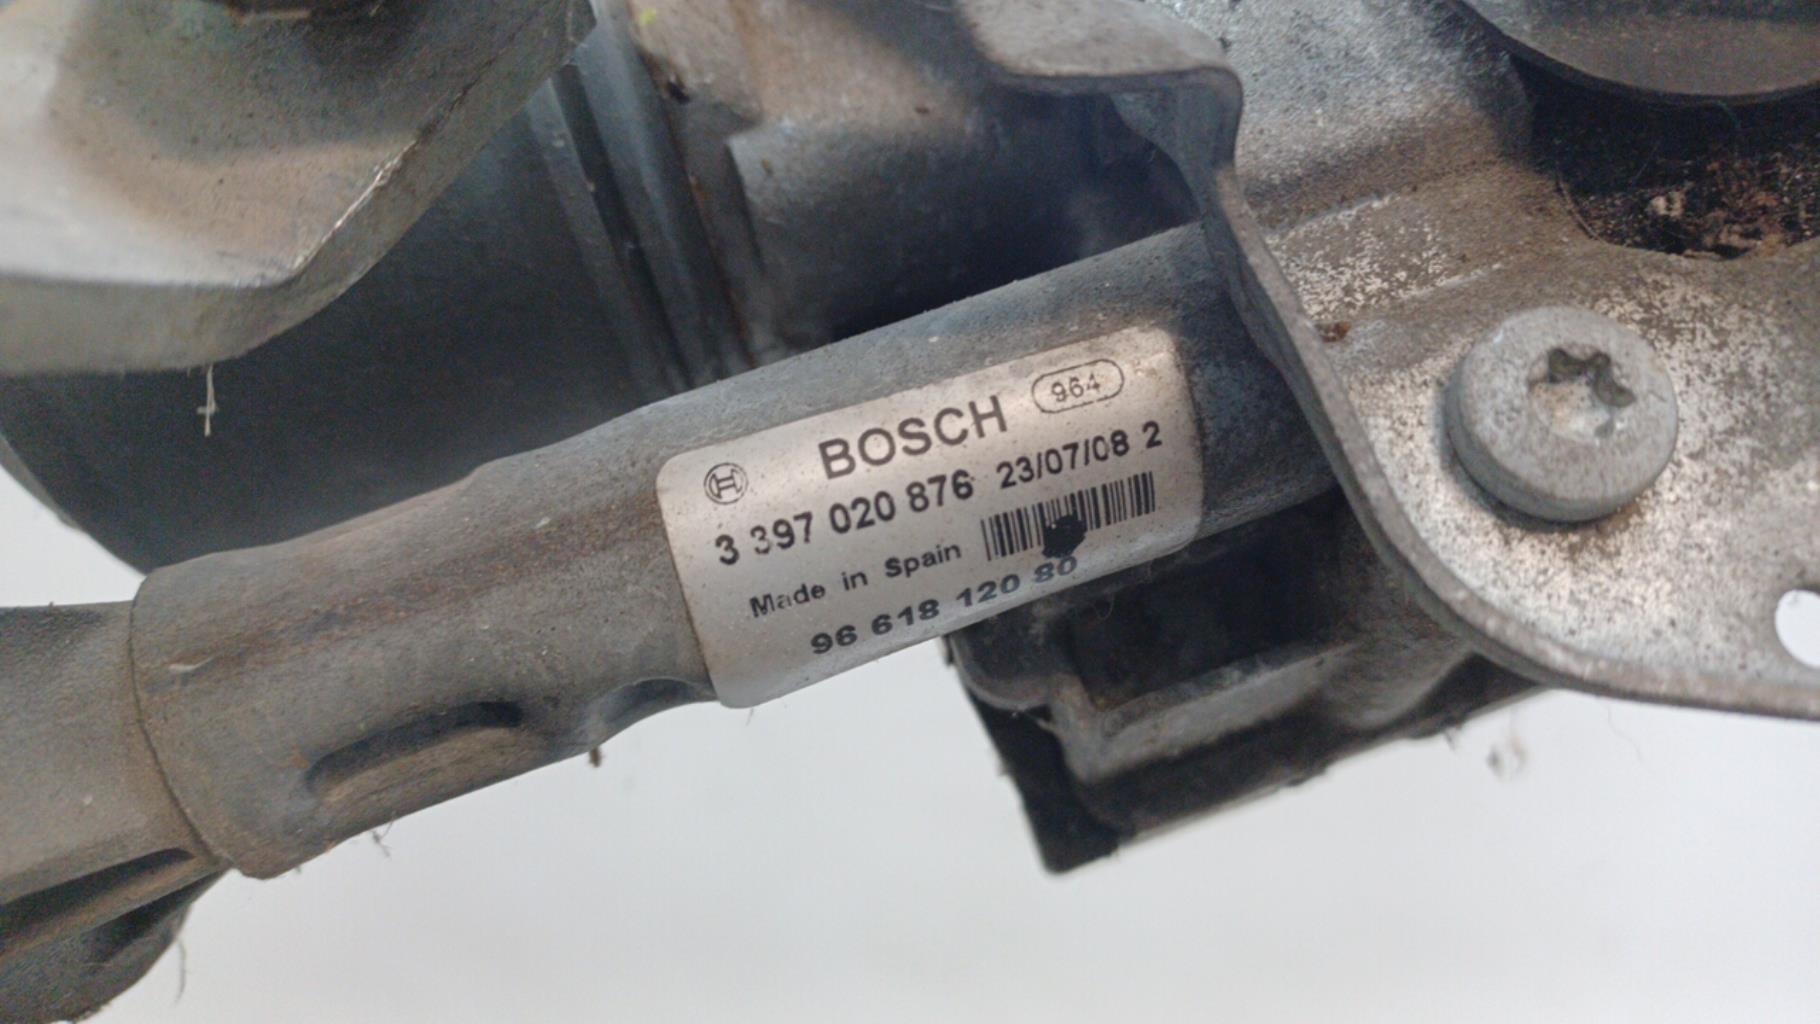 BOSCH 964
3 397 020 876 23/07/08 2
Made in Spain
96 618 120 80